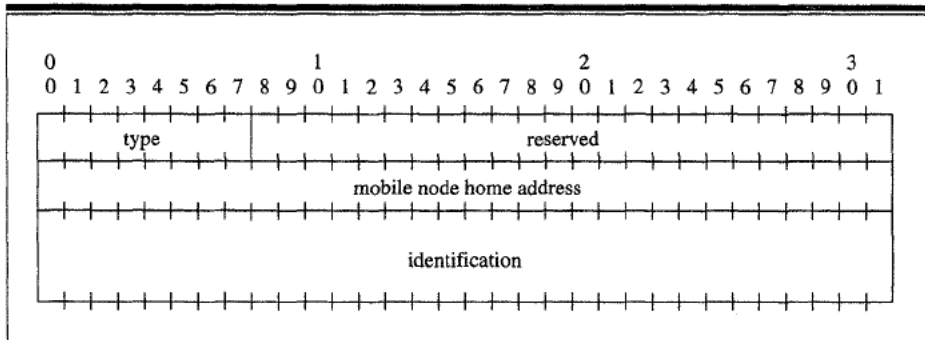 0 1 2 3
0 1 2 3 4 5 6 7 8 9 0 1 2 3 4 5 6 7 8 9 0 1 2 3 4 5 6 7 8 9 0 1
type reserved
mobile node home address
identification